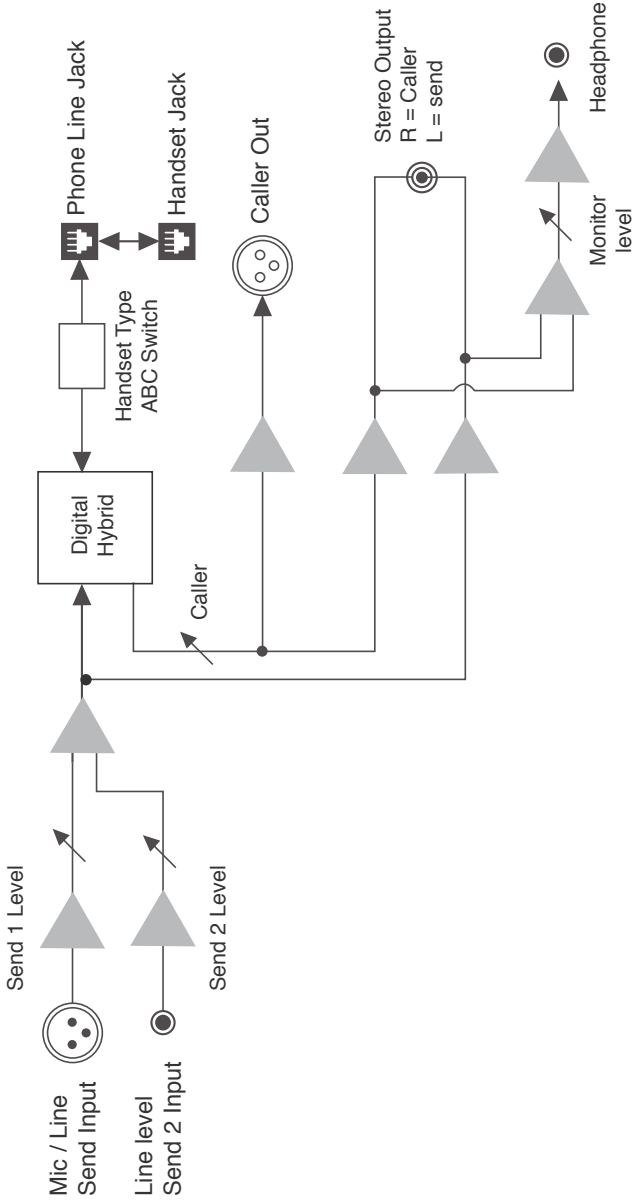 Mic / Line
Send Input
Send 1 Level
Line level
Send 2 Input
Send 2 Level
Digital
Hybrid
Handset Type
ABC Switch
Phone Line Jack
Handset Jack
Caller
Caller Out
Stereo Output
R = Caller
L = send
Monitor
level
Headphone